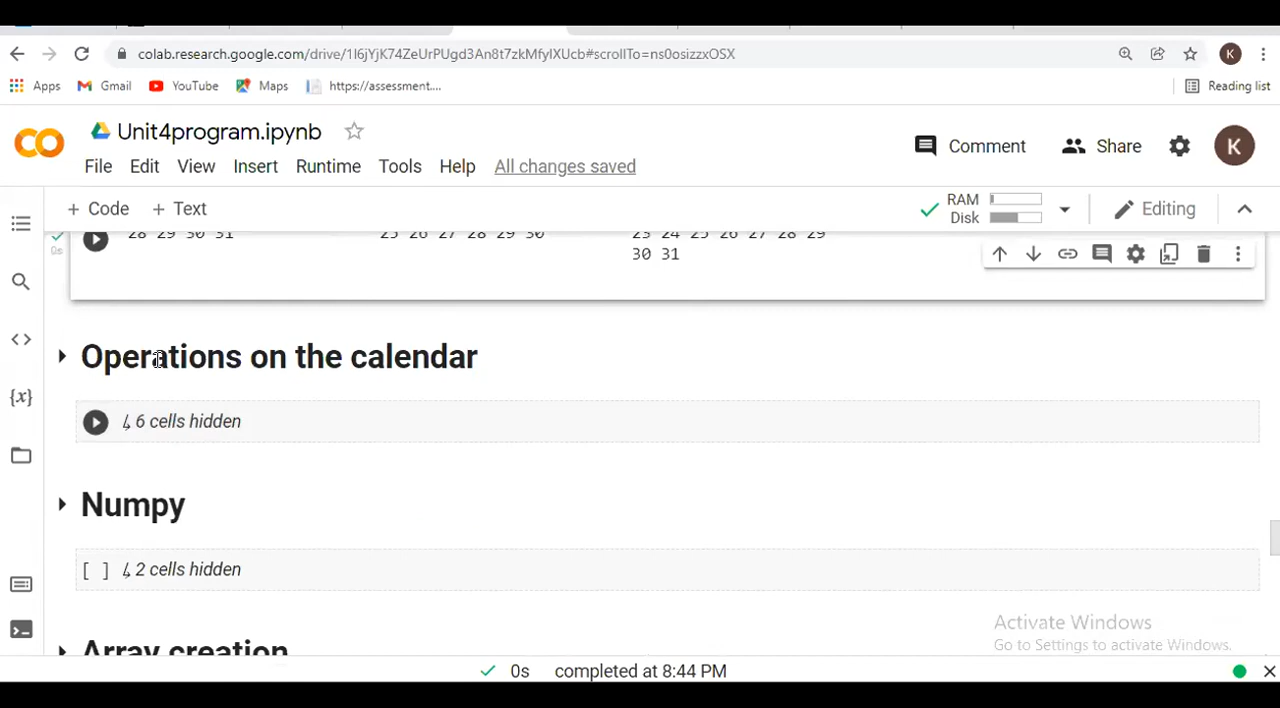 colab.research.google.com/drive/1I6jYjK74ZeUrPUgd3An8t7zkMfyIXUcb#scrollTo=ns0osizzxOSX
K
Apps Gmail YouTube Maps https://assessment.... Reading list
Unit4program.ipynb
Comment Share K
File Edit View Insert Runtime Tools Help All changes saved
+ Code + Text RAM Disk Editing
28 29 30 31 25 26 27 28 29 30 23 24 25 26 27 28 29
0s
30 31
Operations on the calendar
6 cells hidden
{x}
Numpy
[ ] 2 cells hidden
Activate Windows
Go to Settings to activate Windows.
Array creation
0s completed at 8:44 PM